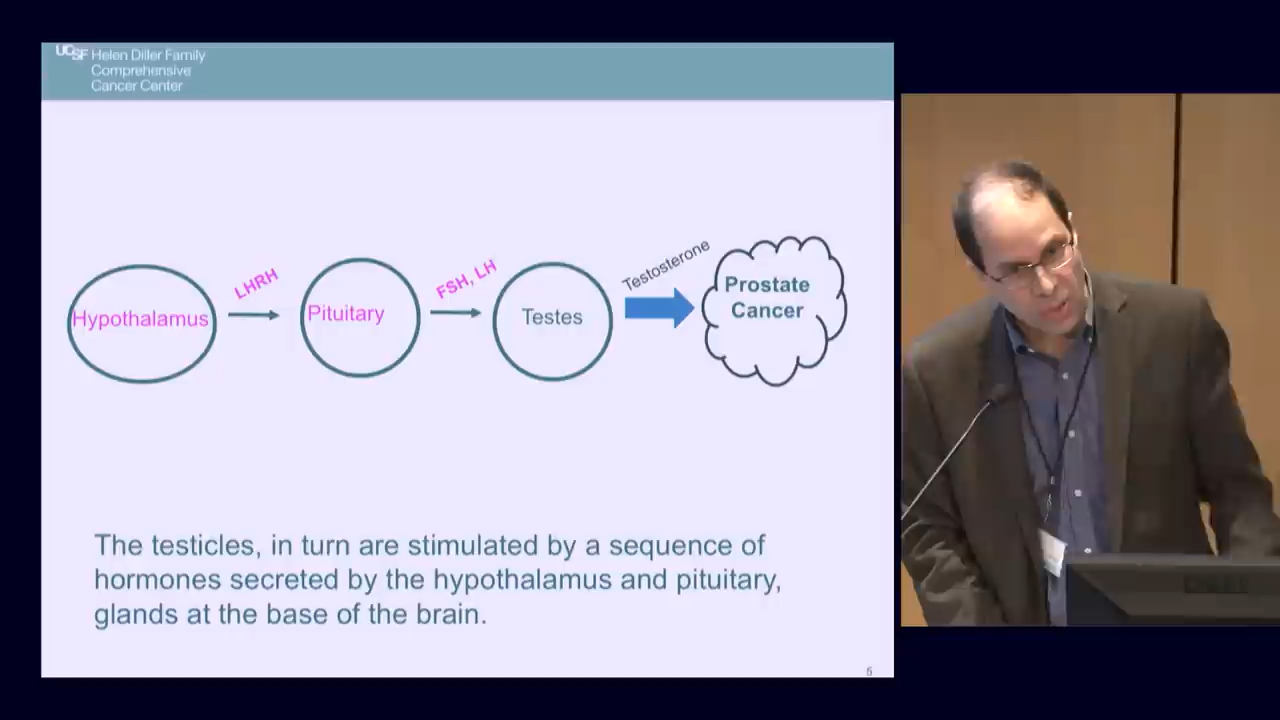 UCSF Helen Diller Family
Comprehensive
Cancer Center
Hypothalamus
LHRH
Pituitary
FSH, LH
Testes
Testosterone
Prostate
Cancer
The testicles, in turn are stimulated by a sequence of
hormones secreted by the hypothalamus and pituitary,
glands at the base of the brain.